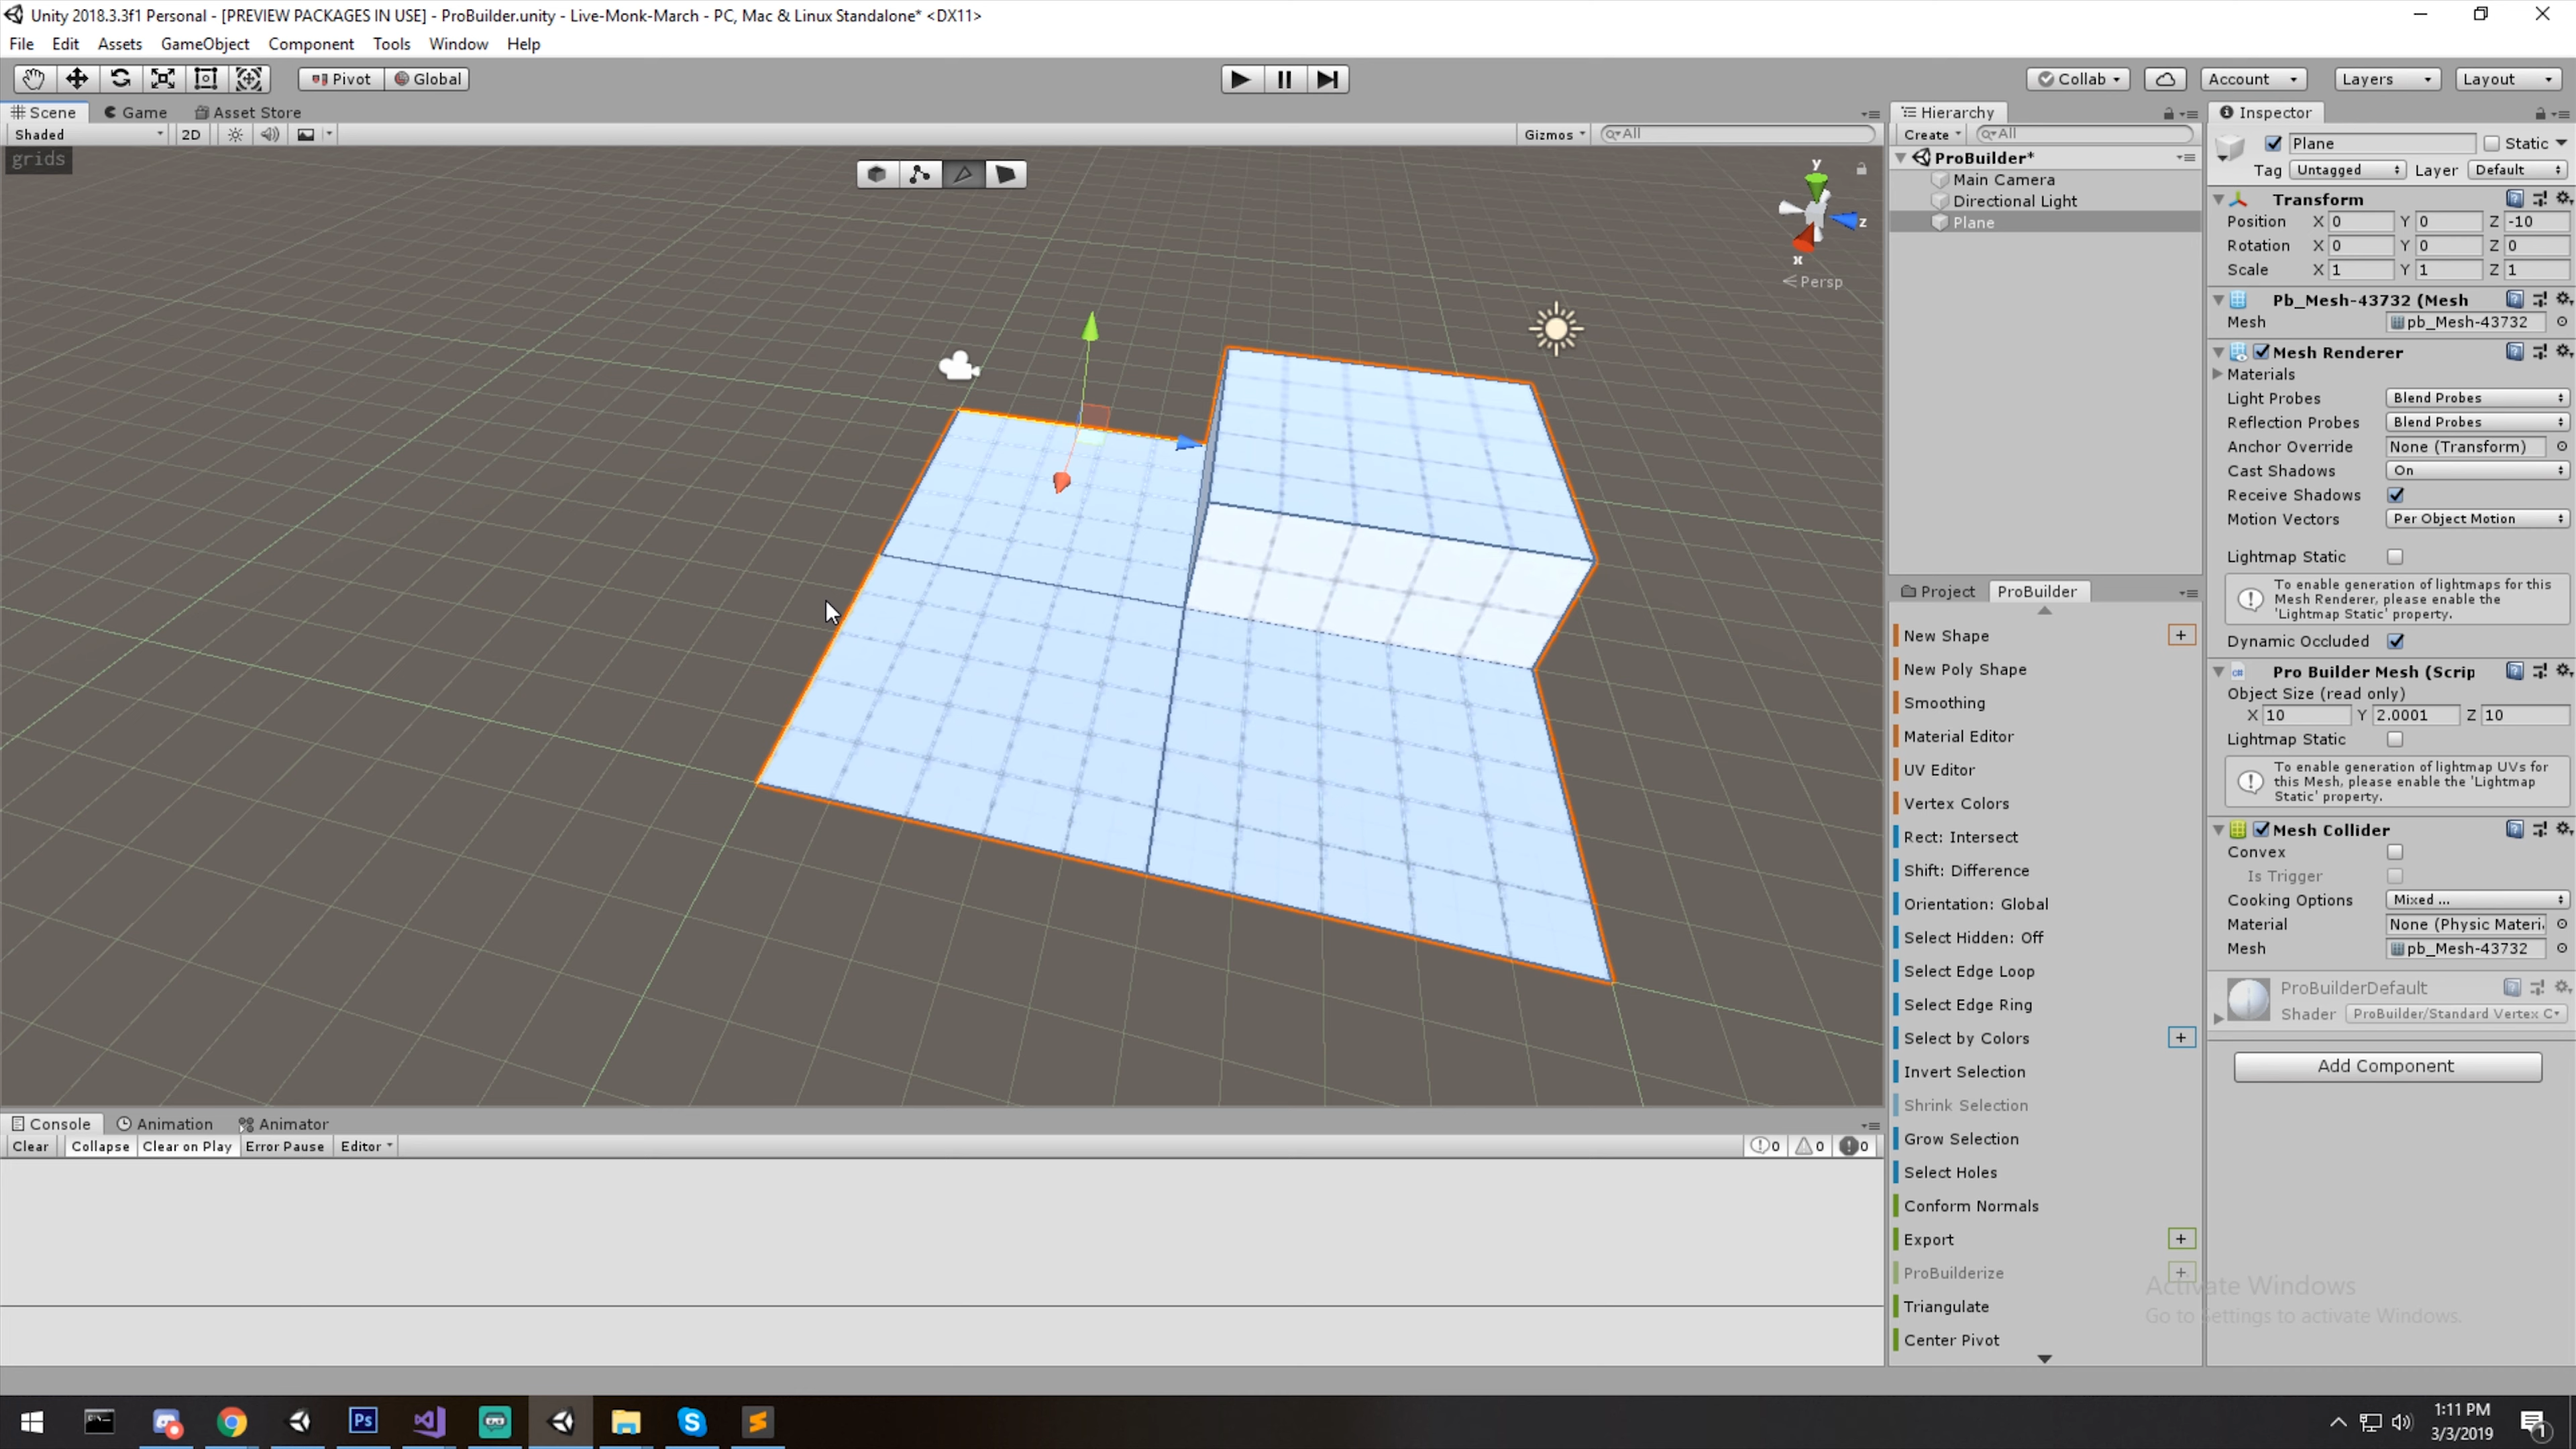 Unity 2018.3.3f1 Personal - [PREVIEW PACKAGES IN USE] - ProBuilder.unity - Live-Monk-March - PC, Mac & Linux Standalone* <DX11>
File Edit Assets GameObject Component Tools Window Help
Pivot Global Collab Account Layers Layout
Scene Game Asset Store
Shaded 2D Gizmos All
grids
y
z
x
Persp
Hierarchy
Create All
ProBuilder*
Main Camera
Directional Light
Plane
Project ProBuilder
New Shape +
New Poly Shape
Smoothing
Material Editor
UV Editor
Vertex Colors
Rect: Intersect
Shift: Difference
Orientation: Global
Select Hidden: Off
Select Edge Loop
Select Edge Ring
Select by Colors +
Invert Selection
Shrink Selection
Grow Selection
Select Holes
Conform Normals
Export +
ProBuilderize +
Triangulate
Center Pivot
Inspector
Plane Static
Tag Untagged Layer Default
Transform
Position X 0 Y 0 Z -10
Rotation X 0 Y 0 Z 0
Scale X 1 Y 1 Z 1
Pb_Mesh-43732 (Mesh
Mesh pb_Mesh-43732
Mesh Renderer
Materials
Light Probes Blend Probes
Reflection Probes Blend Probes
Anchor Override None (Transform)
Cast Shadows On
Receive Shadows
Motion Vectors Per Object Motion
Lightmap Static
To enable generation of lightmaps for this
Mesh Renderer, please enable the
'Lightmap Static' property.
Dynamic Occluded
Pro Builder Mesh (Scrip
Object Size (read only)
X 10 Y 2.0001 Z 10
Lightmap Static
To enable generation of lightmap UVs for
this Mesh, please enable the 'Lightmap
Static' property.
Mesh Collider
Convex
Is Trigger
Cooking Options Mixed ...
Material None (Physic Materi
Mesh pb_Mesh-43732
ProBuilderDefault
Shader ProBuilder/Standard Vertex C
Add Component
Activate Windows
Go to Settings to activate Windows.
Console Animation Animator
Clear Collapse Clear on Play Error Pause Editor 0 0 0
Ps
1:11 PM
3/3/2019
1